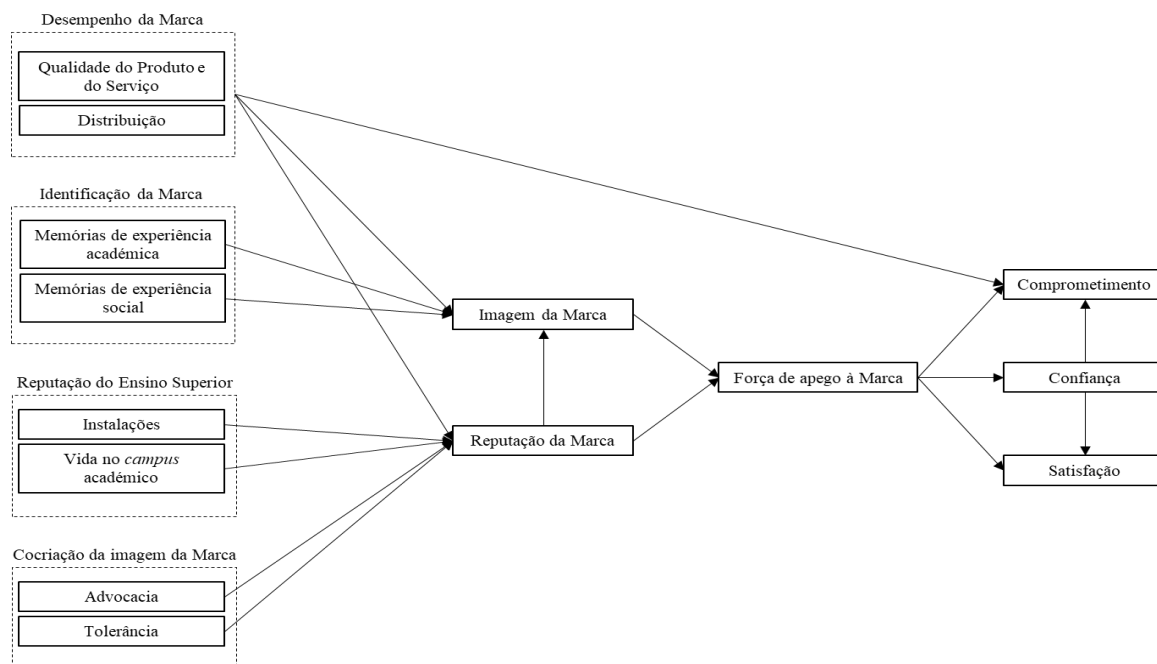 Desempenho da Marca
Qualidade do Produto e
do Serviço
Distribuição
Identificação da Marca
Memórias de experiência
académica
Memórias de experiência
social
Reputação do Ensino Superior
Instalações
Vida no campus
académico
Cocriação da imagem da Marca
Advocacia
Tolerância
Imagem da Marca
Reputação da Marca
Força de apego à Marca
Comprometimento
Confiança
Satisfação